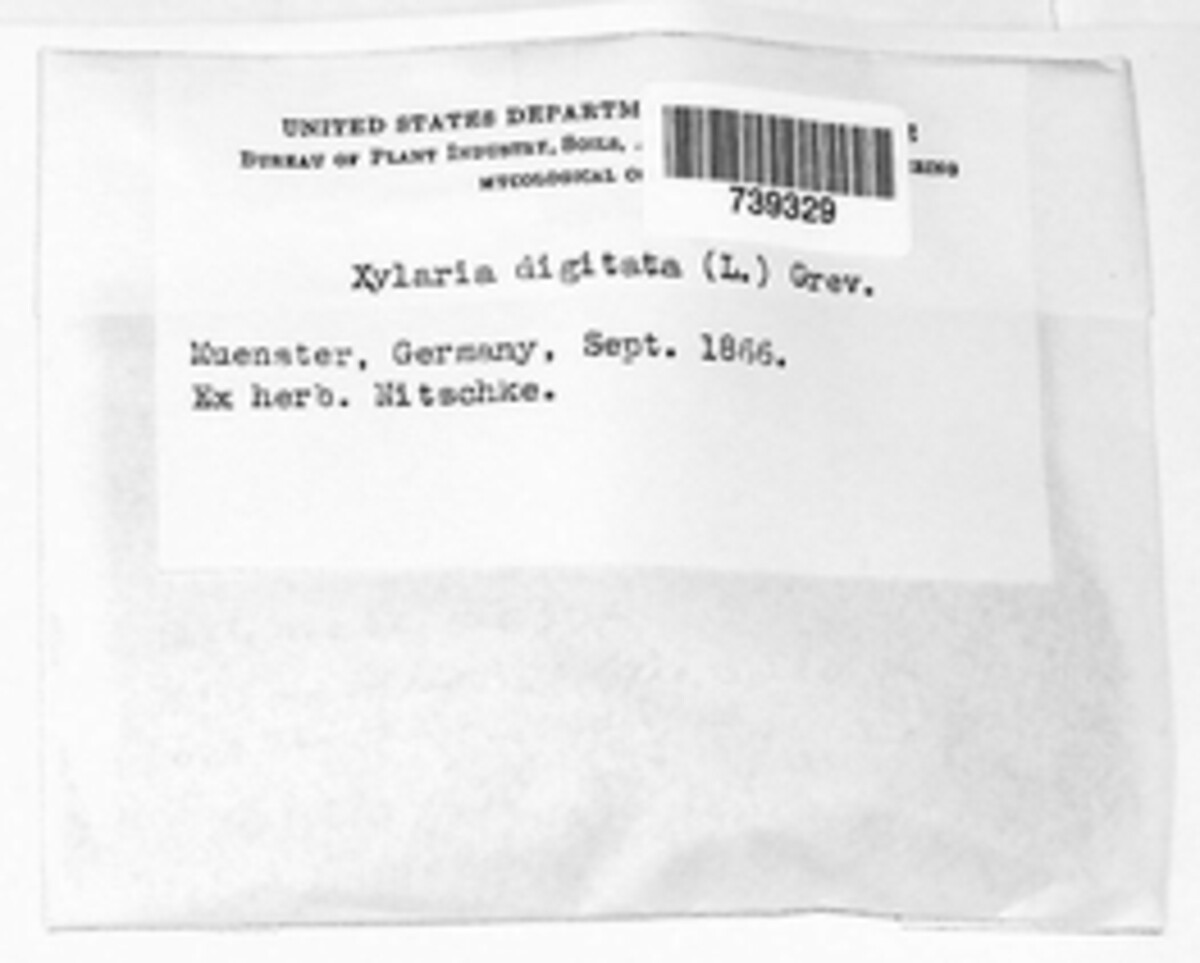 UNITED STATES DEPARTM
BUREAU OF PLANT INDUSTRY, SOILS,
MYCOLOGICAL
739329
Xylaria digitata (L.) Grev.
Muenster, Germany, Sept. 1866.
Ex herb. Nitschke.